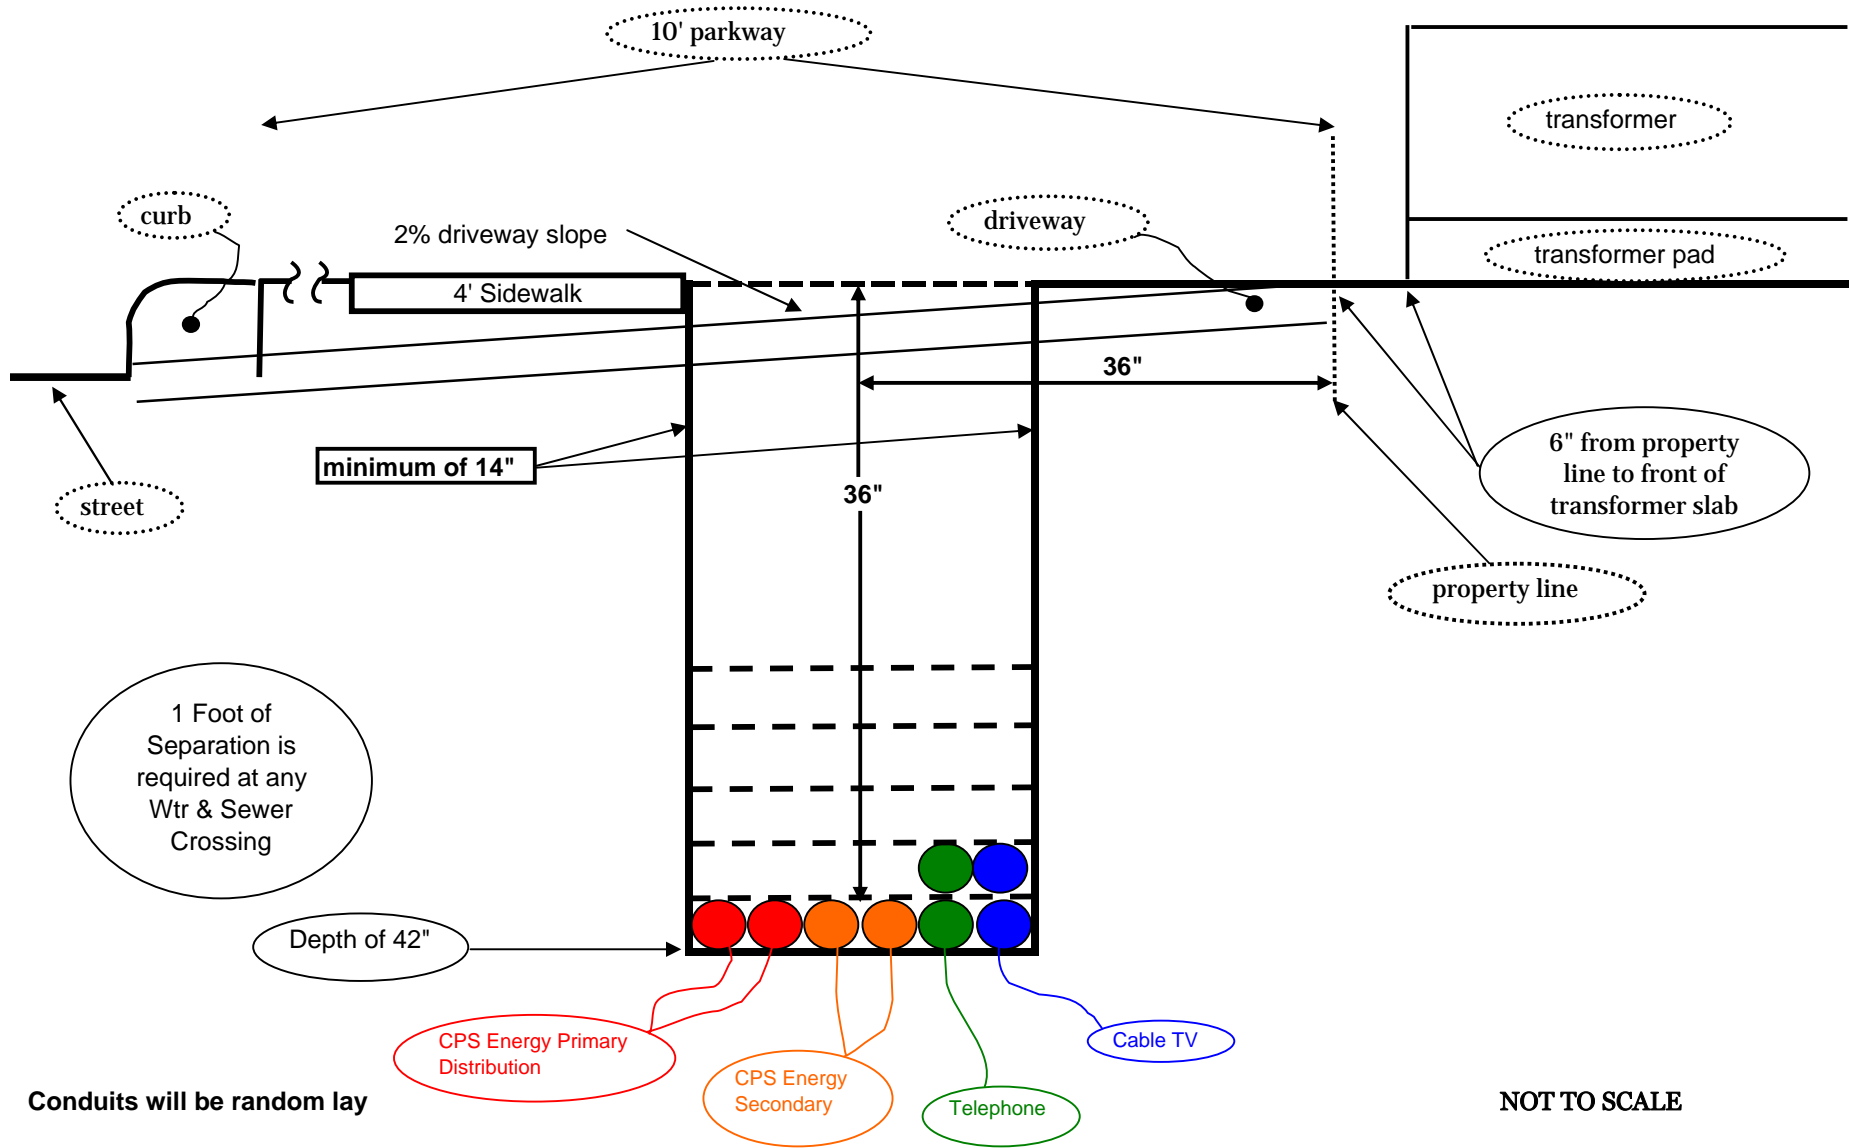 10' parkway
transformer
curb
2% driveway slope
driveway
transformer pad
4' Sidewalk
36"
minimum of 14"
36"
6" from property
line to front of
transformer slab
street
property line
1 Foot of
Separation is
required at any
Wtr & Sewer
Crossing
Depth of 42"
CPS Energy Primary
Distribution
Cable TV
CPS Energy
Secondary
Telephone
Conduits will be random lay
NOT TO SCALE